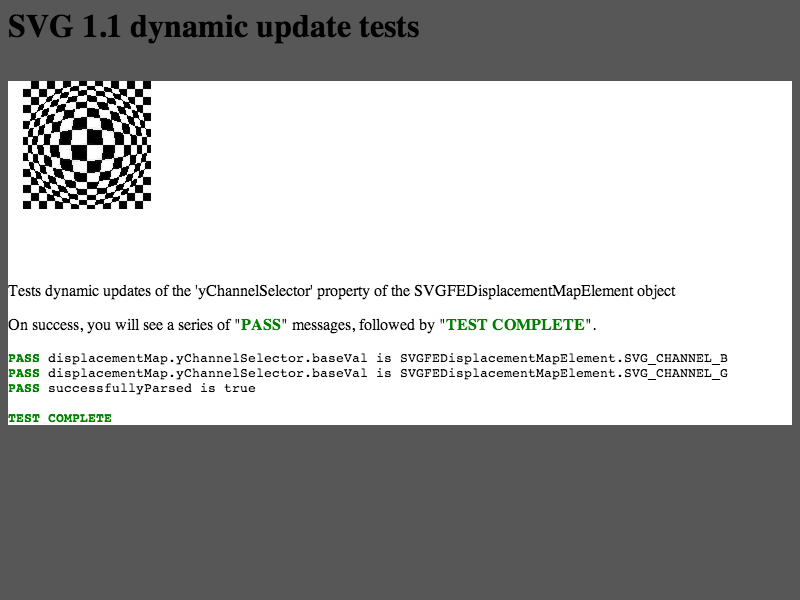 SVG 1.1 dynamic update tests
Tests dynamic updates of the 'yChannelSelector' property of the SVGFEDisplacementMapElement object
On success, you will see a series of "PASS" messages, followed by "TEST COMPLETE".
PASS displacementMap.yChannelSelector.baseVal is SVGFEDisplacementMapElement.SVG_CHANNEL_B
PASS displacementMap.yChannelSelector.baseVal is SVGFEDisplacementMapElement.SVG_CHANNEL_G
PASS successfullyParsed is true
TEST COMPLETE